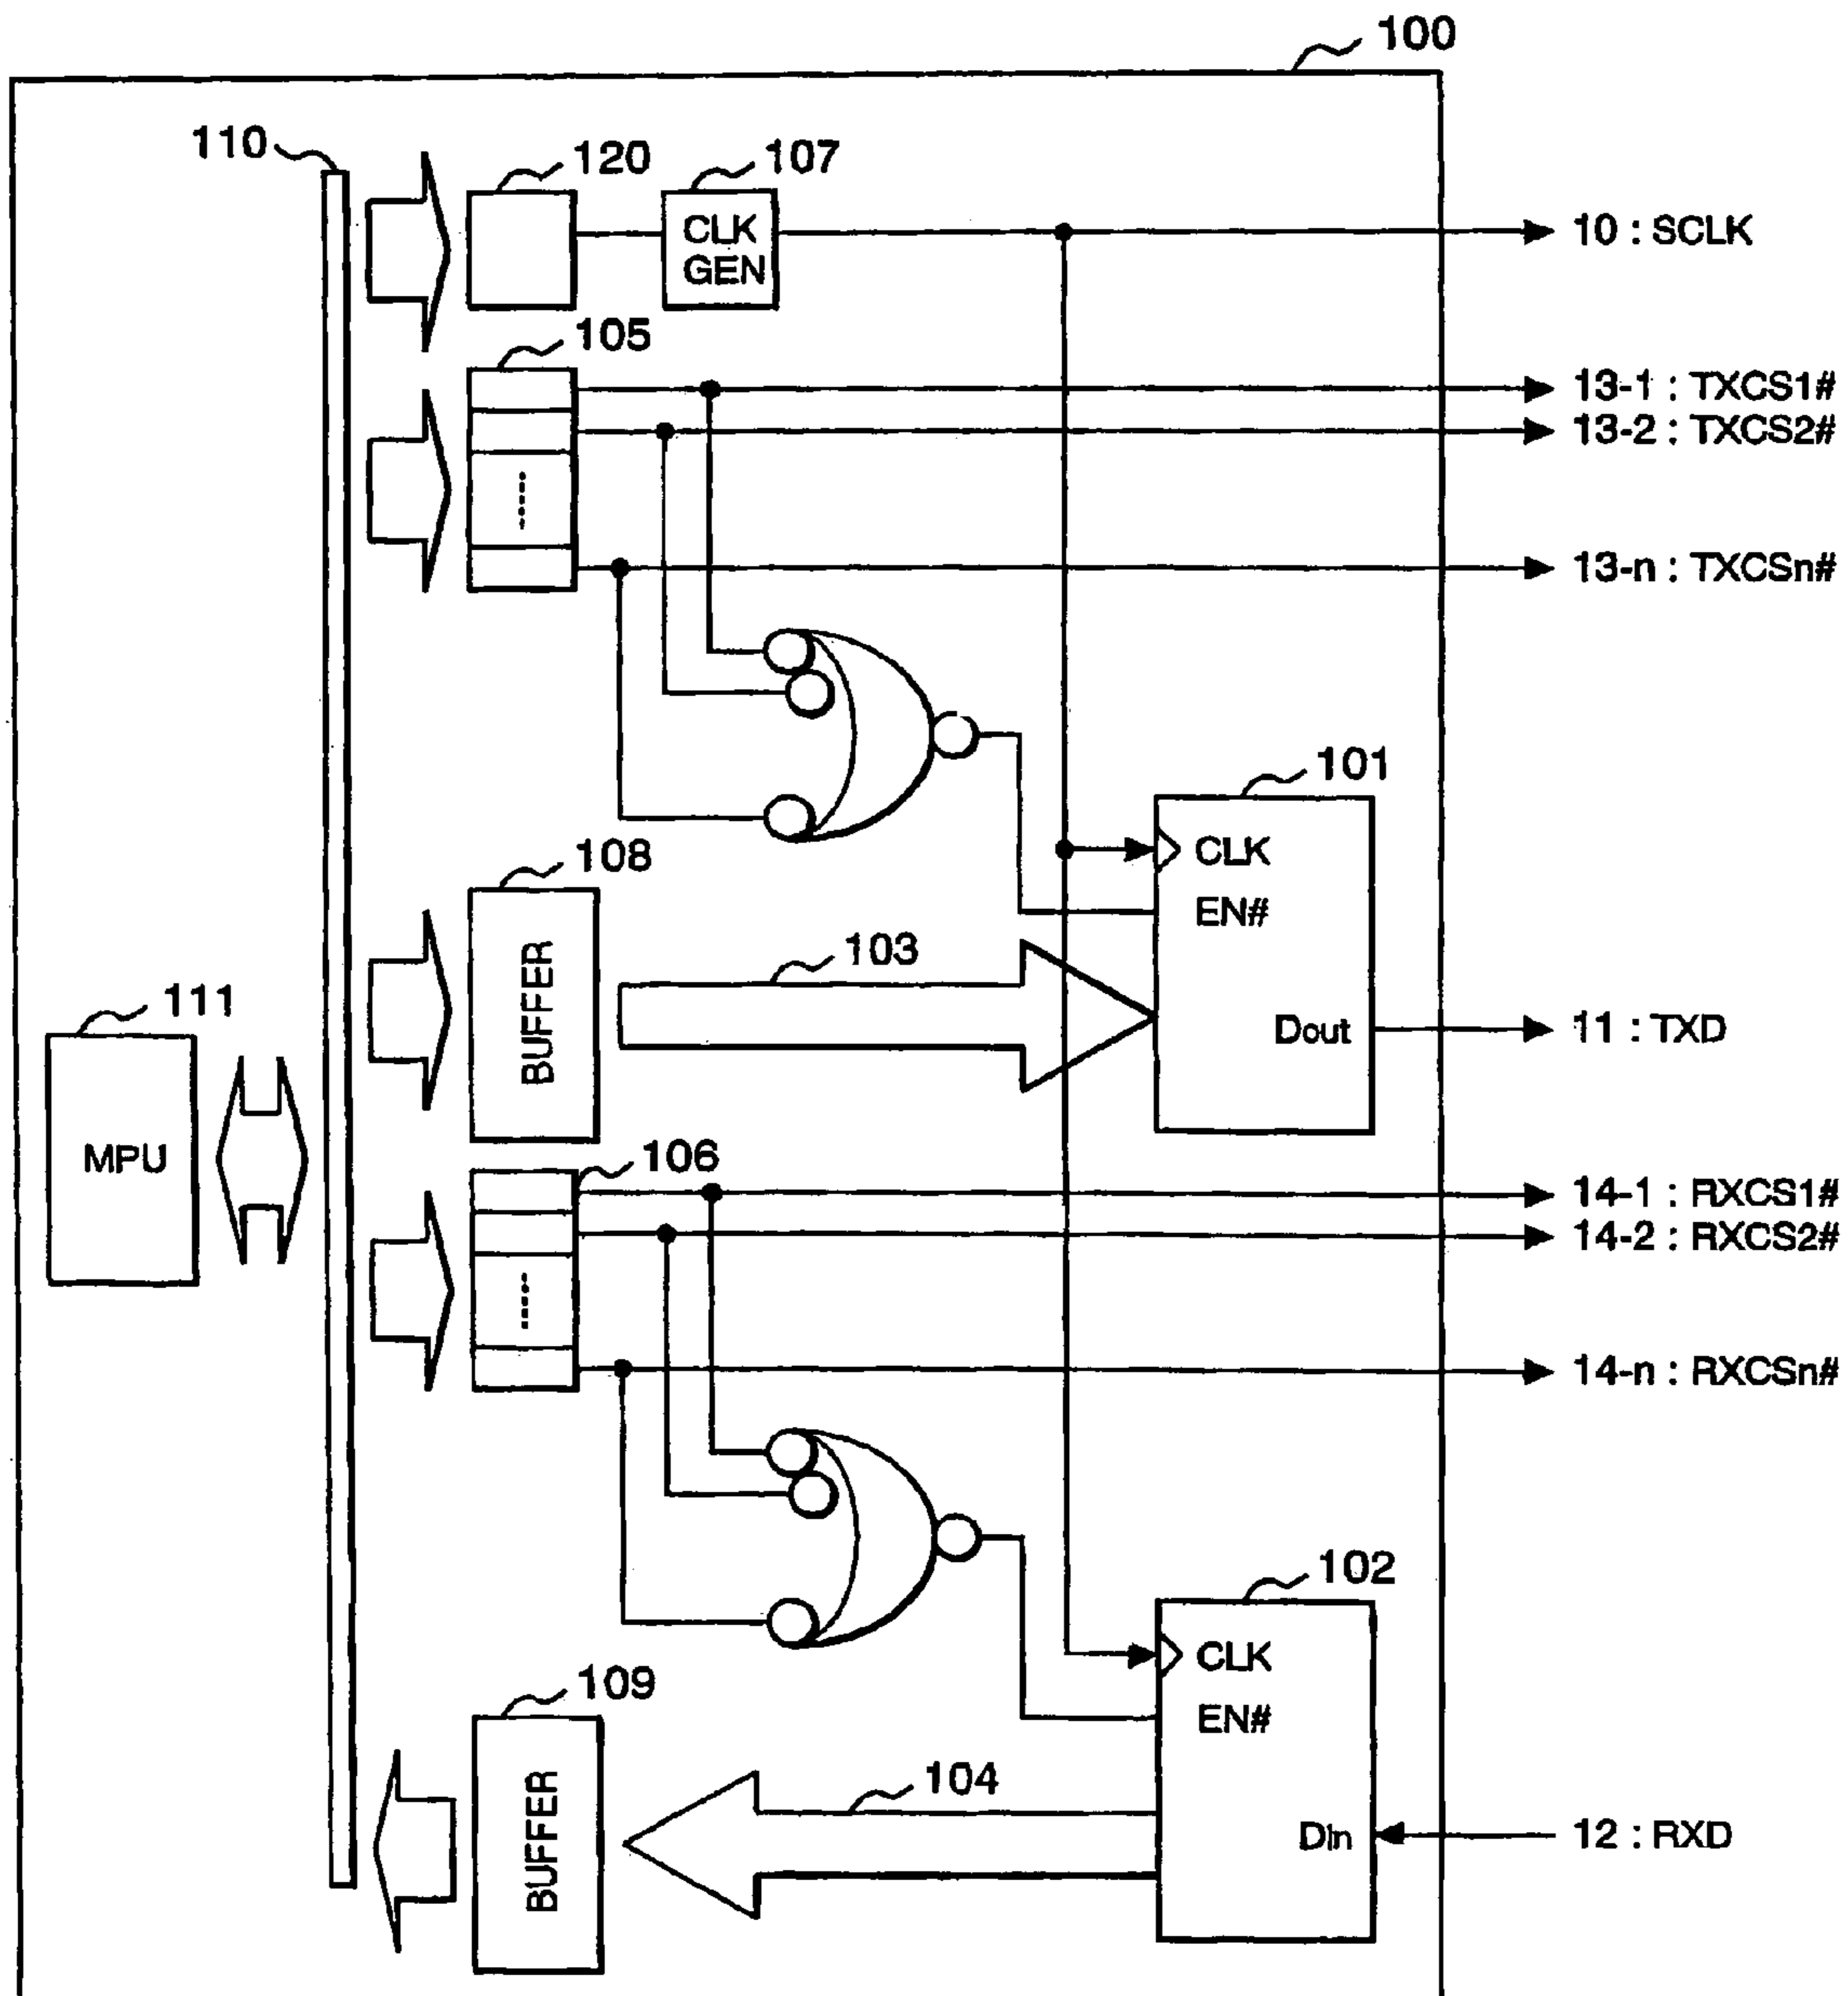 100
110
120
107
CLK
GEN
10 : SCLK
105
13-1 : TXCS1#
13-2 : TXCS2#
13-n : TXCSn#
101
CLK
EN#
108
BUFFER
103
111
MPU
Dout
11 : TXD
106
14-1 : RXCS1#
14-2 : RXCS2#
14-n : RXCSn#
102
CLK
EN#
109
BUFFER
104
Din
12 : RXD